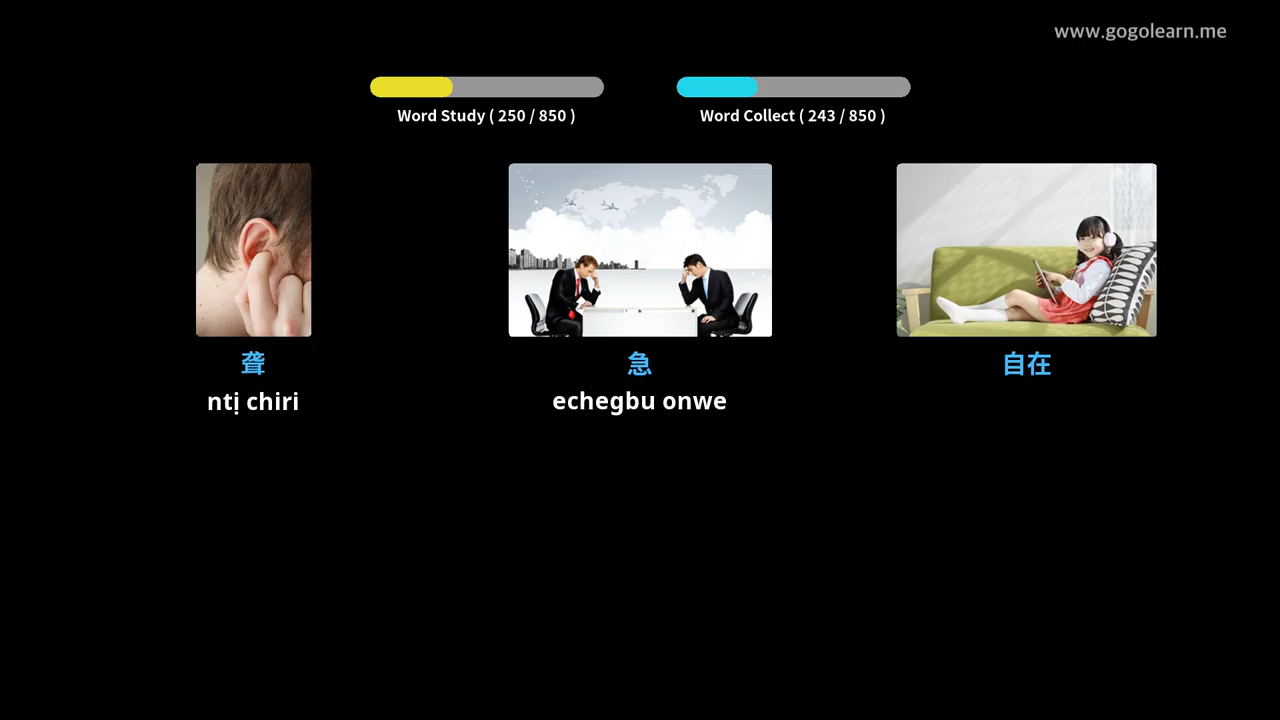 www.gogolearn.me
Word Study ( 250 / 850 )
Word Collect ( 243 / 850 )
聋
急
自在
ntị chiri
echegbu onwe